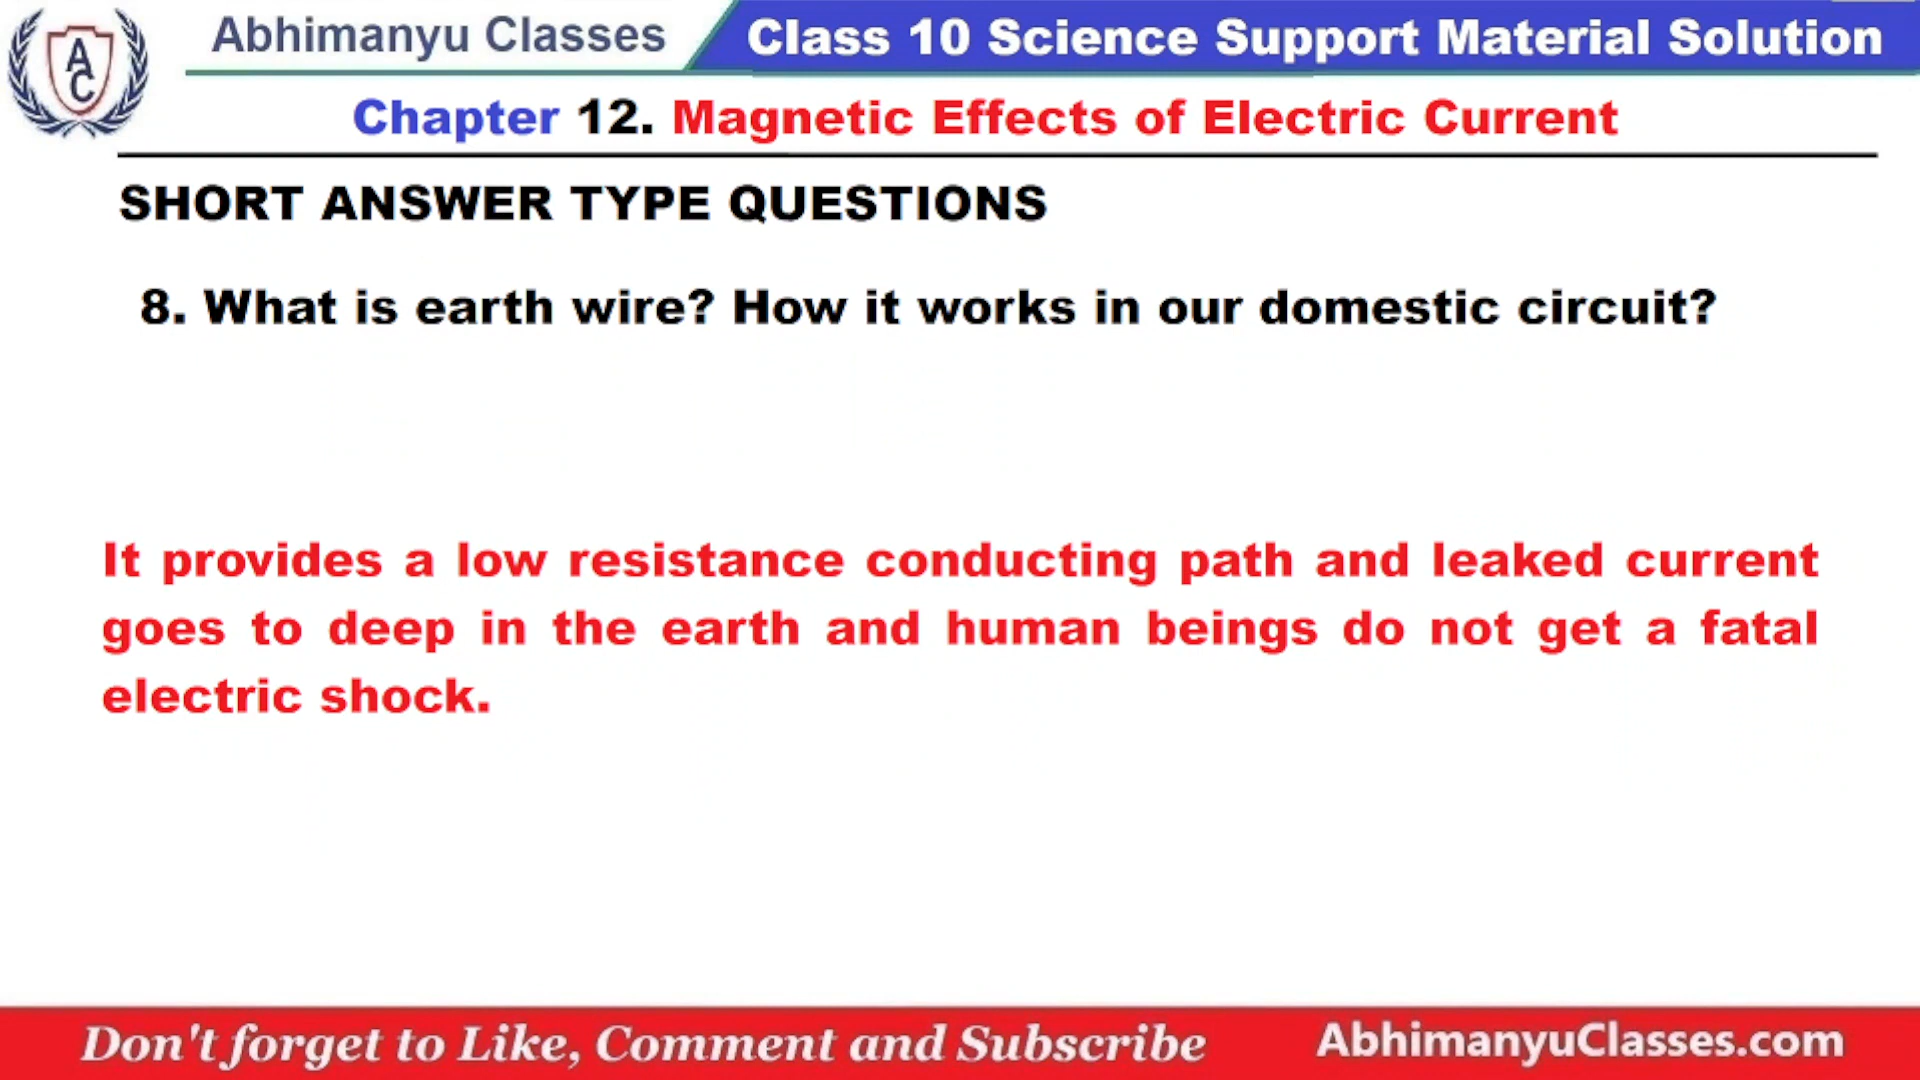 A
C
Abhimanyu Classes
Class 10 Science Support Material Solution
Chapter 12. Magnetic Effects of Electric Current
SHORT ANSWER TYPE QUESTIONS
8. What is earth wire? How it works in our domestic circuit?
It provides a low resistance conducting path and leaked current
goes to deep in the earth and human beings do not get a fatal
electric shock.
Don't forget to Like, Comment and Subscribe
AbhimanyuClasses.com